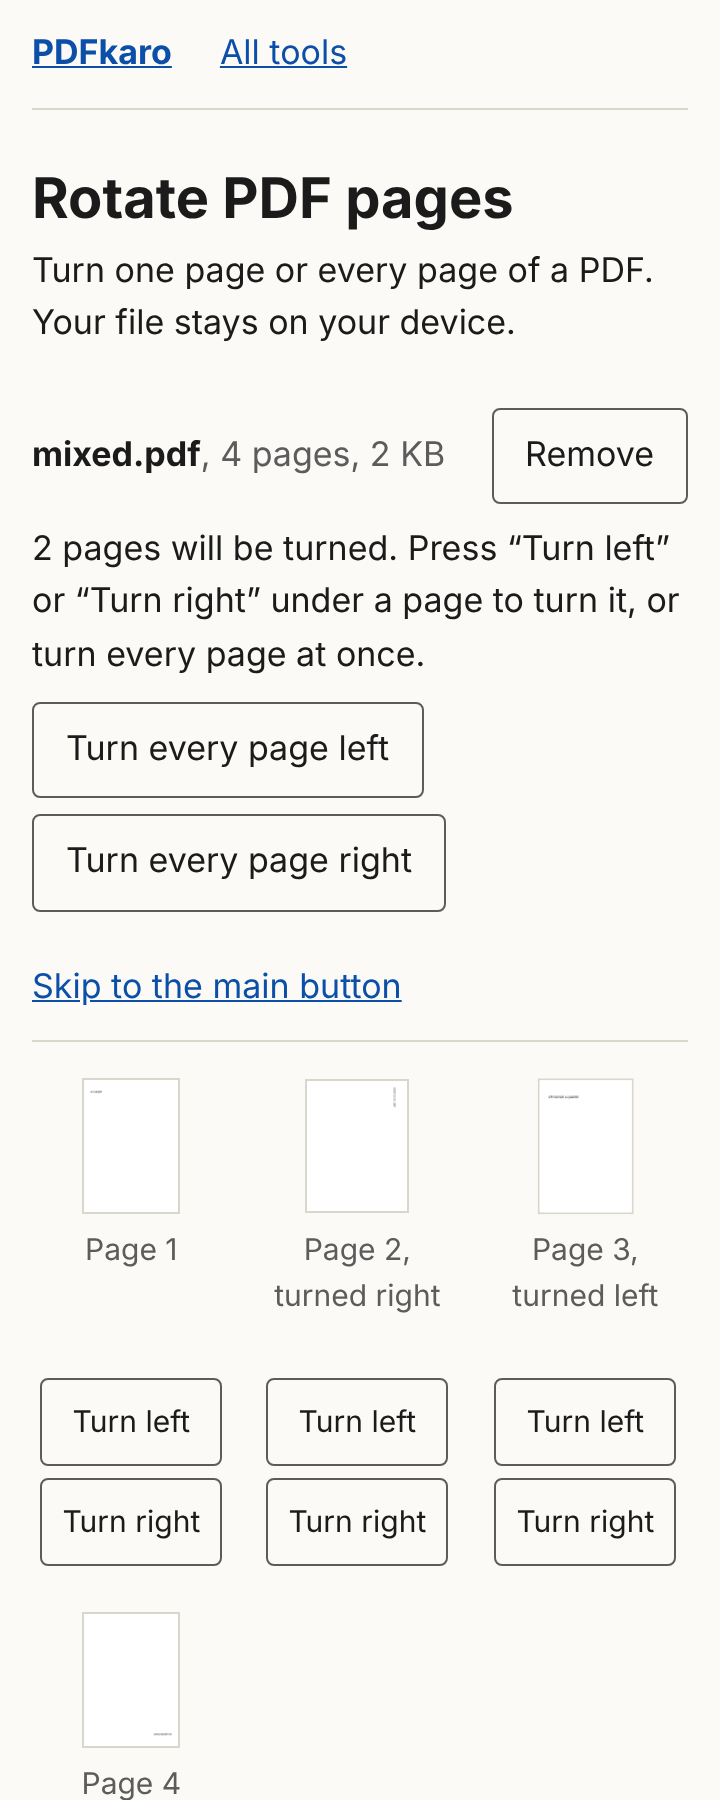 PDFkaro All tools
Rotate PDF pages
Turn one page or every page of a PDF.
Your file stays on your device.
mixed.pdf, 4 pages, 2 KB Remove
2 pages will be turned. Press “Turn left”
or “Turn right” under a page to turn it, or
turn every page at once.
Turn every page left
Turn every page right
Skip to the main button
Page 1
Page 2,
turned right
Page 3,
turned left
Turn left Turn left Turn left
Turn right Turn right Turn right
Page 4